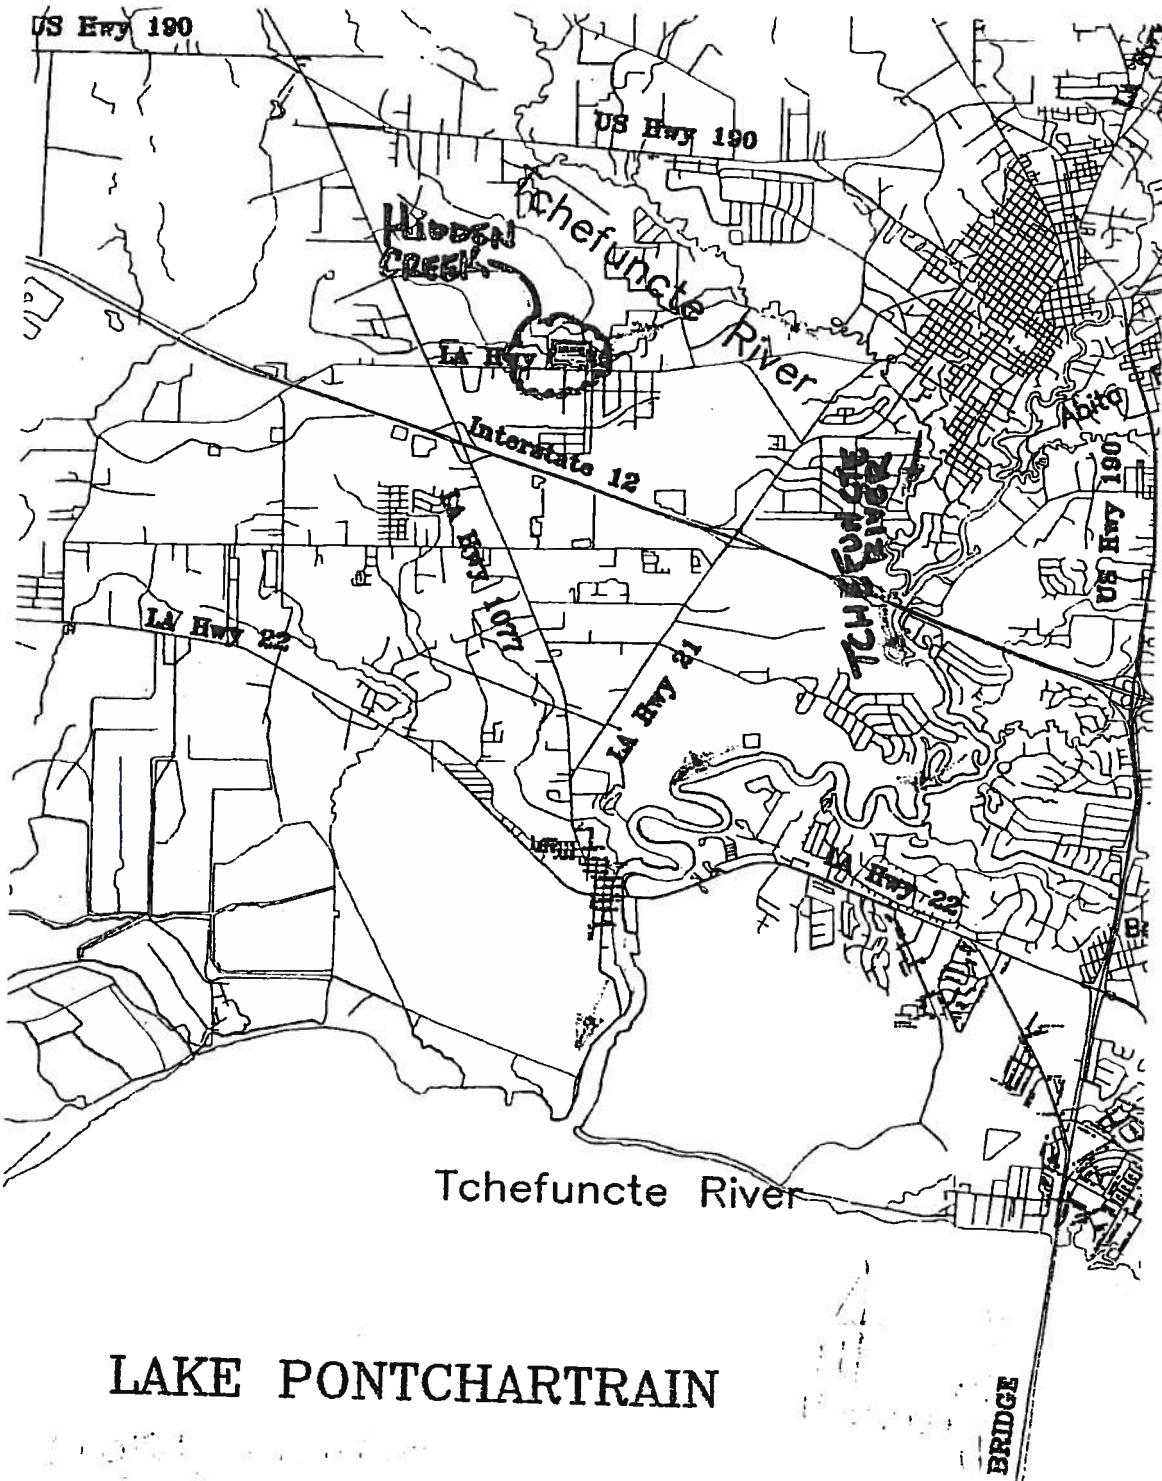 US Hwy 190
US Hwy 190
Tchefuncte River
HIDDEN
CREEK
LA Hwy
Interstate 12
Abita
TCHEFUNCTE
RIVER
US Hwy 190
LA Hwy 1077
LA Hwy 22
LA Hwy 21
LA Hwy 22
Tchefuncte River
LAKE PONTCHARTRAIN
BRIDGE